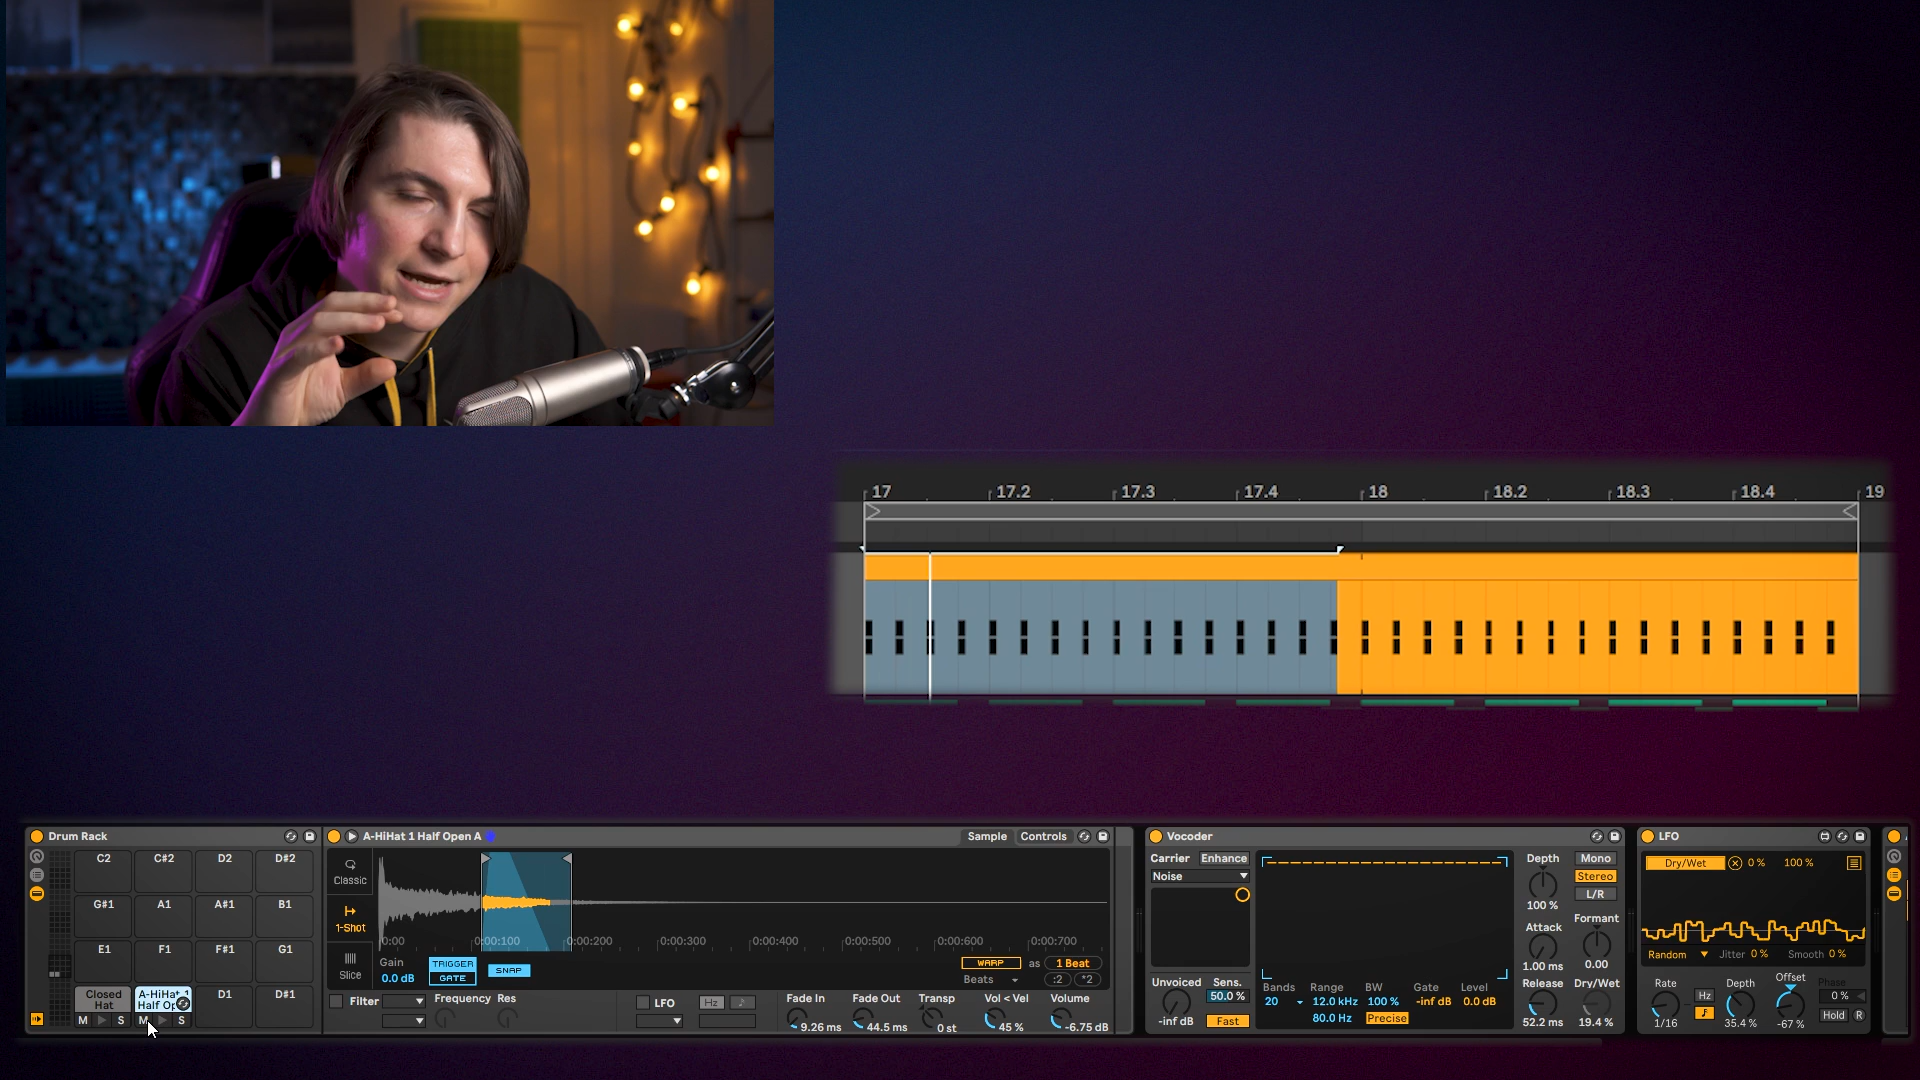 17 17.2 17.3 17.4 18 18.2 18.3 18.4 19
Drum Rack
C2 C#2 D2 D#2
G#1 A1 A#1 B1
E1 F1 F#1 G1
Closed Hat
A-HiHat 1 Half Op
D1 D#1
M S M S
A-HiHat 1 Half Open A
Sample Controls
Classic
1-Shot
Slice
0:00 0:00:100 0:00:200 0:00:300 0:00:400 0:00:500 0:00:600 0:00:700
Gain
0.0 dB
TRIGGER
GATE
SNAP
WARP as 1 Beat
Beats :2 *2
Filter Frequency Res
LFO Hz
Fade In Fade Out Transp Vol < Vel Volume
9.26 ms 44.5 ms 0 st 45 % -6.75 dB
Vocoder
Carrier Enhance
Noise
Unvoiced Sens.
50.0 %
-inf dB Fast
Bands Range BW Gate Level
20 12.0 kHz 100 % -inf dB 0.0 dB
80.0 Hz Precise
Depth
100 %
Mono
Stereo
L/R
Attack
1.00 ms
Formant
0.00
Release
52.2 ms
Dry/Wet
19.4 %
LFO
Dry/Wet 0 % 100 %
Random Jitter 0 % Smooth 0 %
Rate Hz Depth Offset Phase
0 %
1/16 35.4 % -67 % Hold R